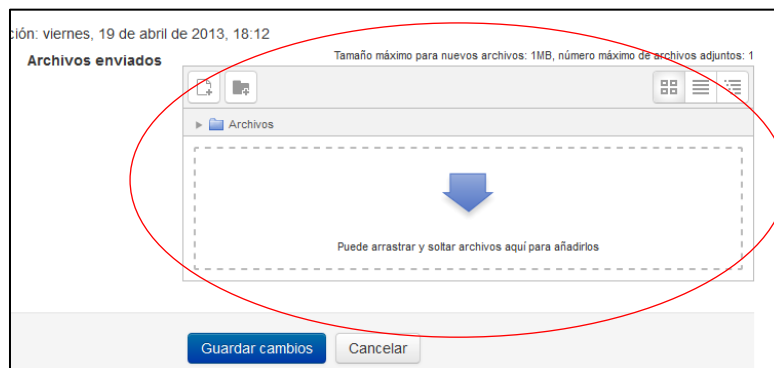 ción: viernes, 19 de abril de 2013, 18:12
Archivos enviados
Tamaño máximo para nuevos archivos: 1MB, número máximo de archivos adjuntos: 1
Archivos
Puede arrastrar y soltar archivos aquí para añadirlos
Guardar cambios
Cancelar